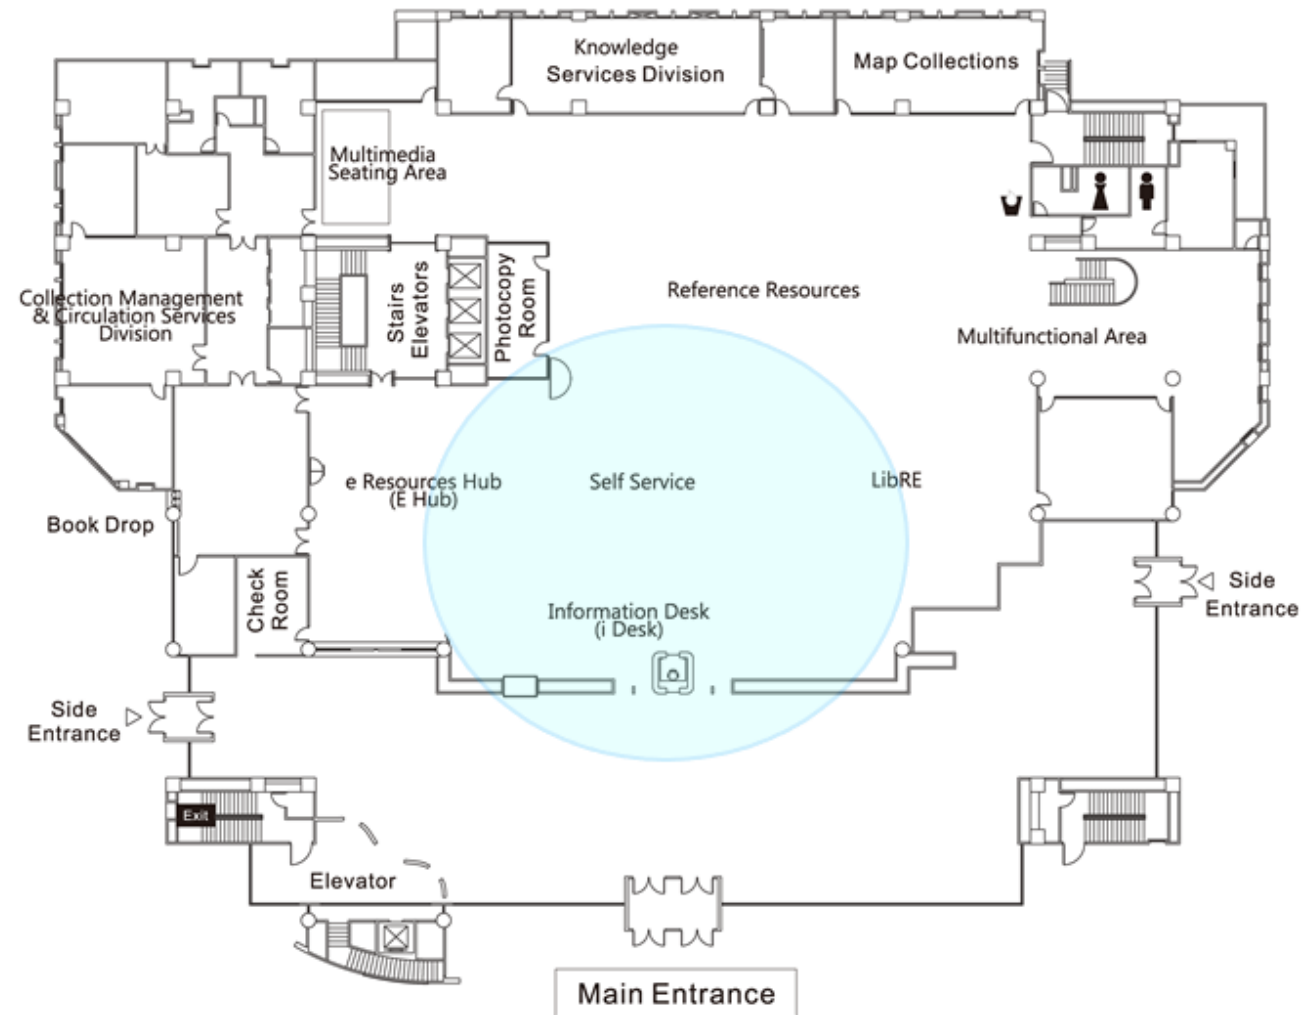 Knowledge
Services Division
Map Collections
Multimedia
Seating Area
Collection Management
& Circulation Services
Division
Stairs
Elevators
Photocopy
Room
Reference Resources
Multifunctional Area
e Resources Hub
(E Hub)
Self Service
LibRE
Book Drop
Check
Room
Information Desk
(i Desk)
Side
Entrance
Side
Entrance
Exit
Elevator
Main Entrance